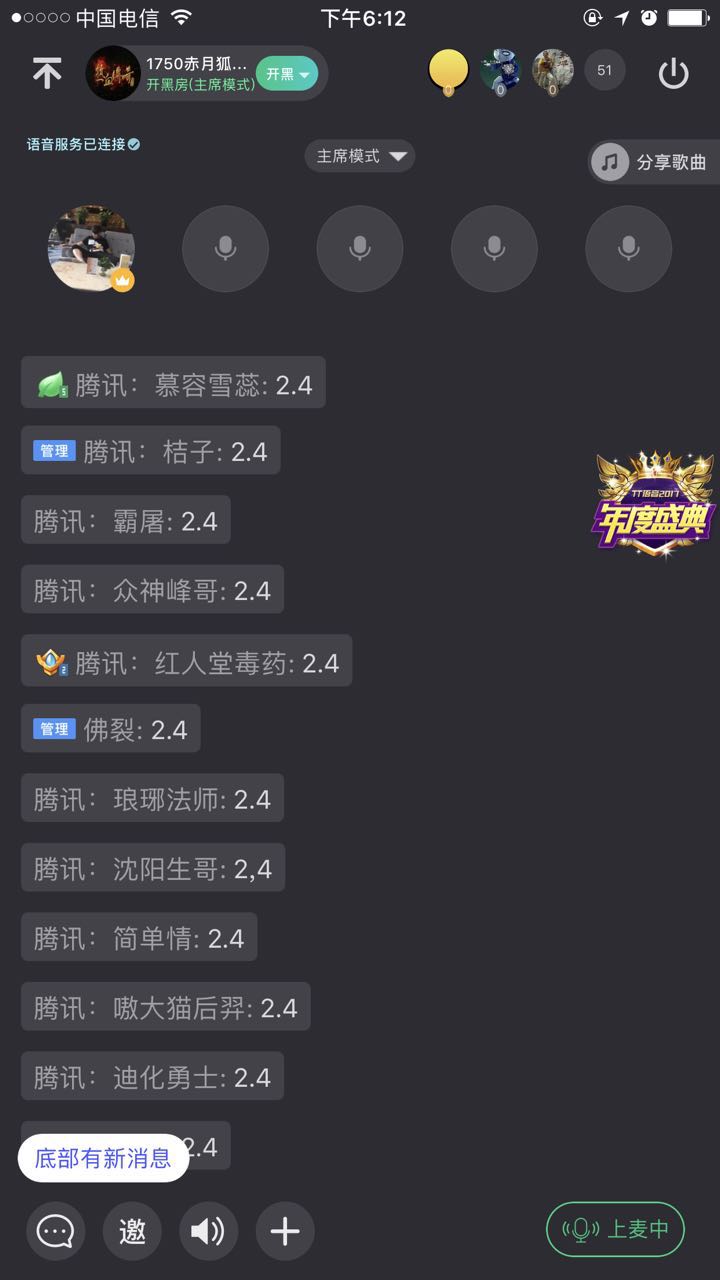 中国电信
下午6:12
1750赤月狐...
开黑房(主席模式)
开黑
0
0
0
51
语音服务已连接
主席模式
分享歌曲
5
腾讯：慕容雪蕊: 2.4
管理 腾讯：桔子: 2.4
TT语音2017
年度盛典
腾讯：霸屠: 2.4
腾讯：众神峰哥: 2.4
2
腾讯：红人堂毒药: 2.4
管理 佛裂: 2.4
腾讯：琅琊法师: 2.4
腾讯：沈阳生哥: 2,4
腾讯：简单情: 2.4
腾讯：嗷大猫后羿: 2.4
腾讯：迪化勇士: 2.4
2.4
底部有新消息
邀
上麦中